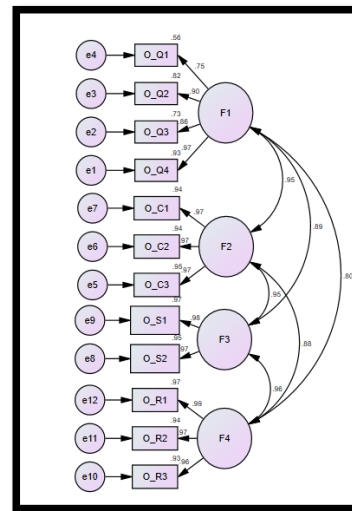 .56
e4 O_Q1 .75
.82
e3 O_Q2 .90
F1
.73
e2 O_Q3 .86
.97
.93
e1 O_Q4
.94
e7 O_C1 .97
.95
.89
.80
.94
e6 O_C2 .97 F2
.95
e5 O_C3 .97
.97
e9 O_S1 .98
.95
.88
.95
e8 O_S2 .97 F3
.97
e12 O_R1 .99
.96
.94
e11 O_R2 .97 F4
.93
e10 O_R3 .96